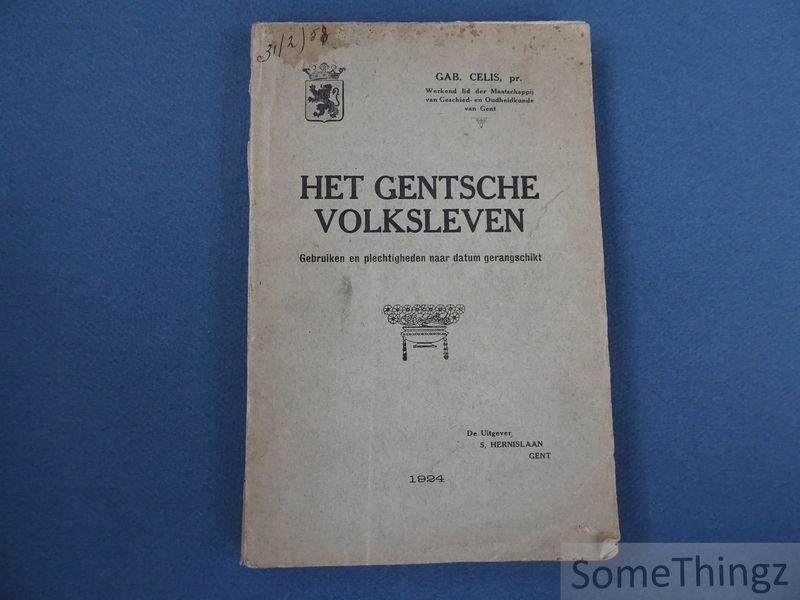 31/2) 58
GAB. CELIS, pr.
Werkend lid der Maatschappij
van Geschied- en Oudheidkunde
van Gent
HET GENTSCHE
VOLKSLEVEN
Gebruiken en plechtigheden naar datum gerangschikt
De Uitgever,
5, HERNISLAAN
GENT
1924
SomeThingz